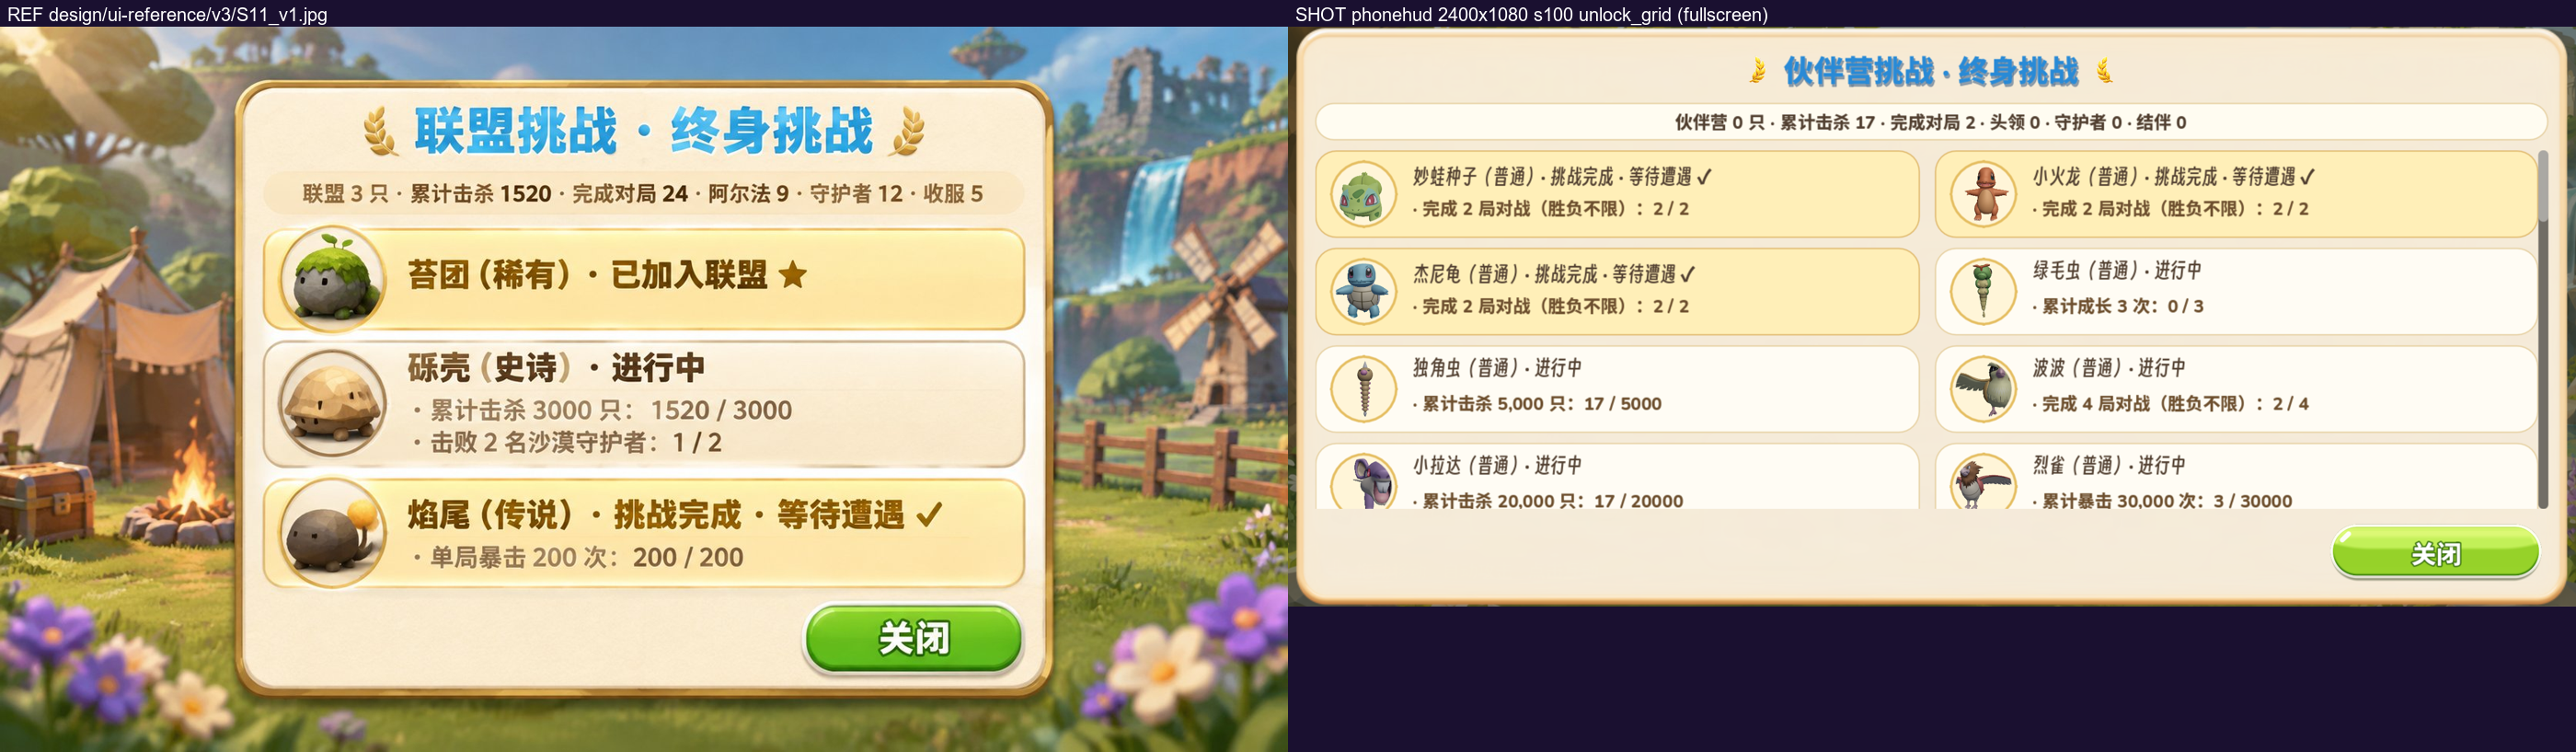 REF design/ui-reference/v3/S11_v1.jpg
联盟挑战 · 终身挑战
联盟 3 只 · 累计击杀 1520 · 完成对局 24 · 阿尔法 9 · 守护者 12 · 收服 5
苔团（稀有）· 已加入联盟 ★
砾壳（史诗）· 进行中
· 累计击杀 3000 只： 1520 / 3000
· 击败 2 名沙漠守护者： 1 / 2
焰尾（传说）· 挑战完成 · 等待遭遇 ✓
· 单局暴击 200 次： 200 / 200
关闭
SHOT phonehud 2400x1080 s100 unlock_grid (fullscreen)
伙伴营挑战 · 终身挑战
伙伴营 0 只 · 累计击杀 17 · 完成对局 2 · 头领 0 · 守护者 0 · 结伴 0
妙蛙种子（普通）· 挑战完成 · 等待遭遇 ✓
· 完成 2 局对战（胜负不限）： 2 / 2
小火龙（普通）· 挑战完成 · 等待遭遇 ✓
· 完成 2 局对战（胜负不限）： 2 / 2
杰尼龟（普通）· 挑战完成 · 等待遭遇 ✓
· 完成 2 局对战（胜负不限）： 2 / 2
绿毛虫（普通）· 进行中
· 累计成长 3 次： 0 / 3
独角虫（普通）· 进行中
· 累计击杀 5,000 只： 17 / 5000
波波（普通）· 进行中
· 完成 4 局对战（胜负不限）： 2 / 4
小拉达（普通）· 进行中
· 累计击杀 20,000 只： 17 / 20000
烈雀（普通）· 进行中
· 累计暴击 30,000 次： 3 / 30000
关闭